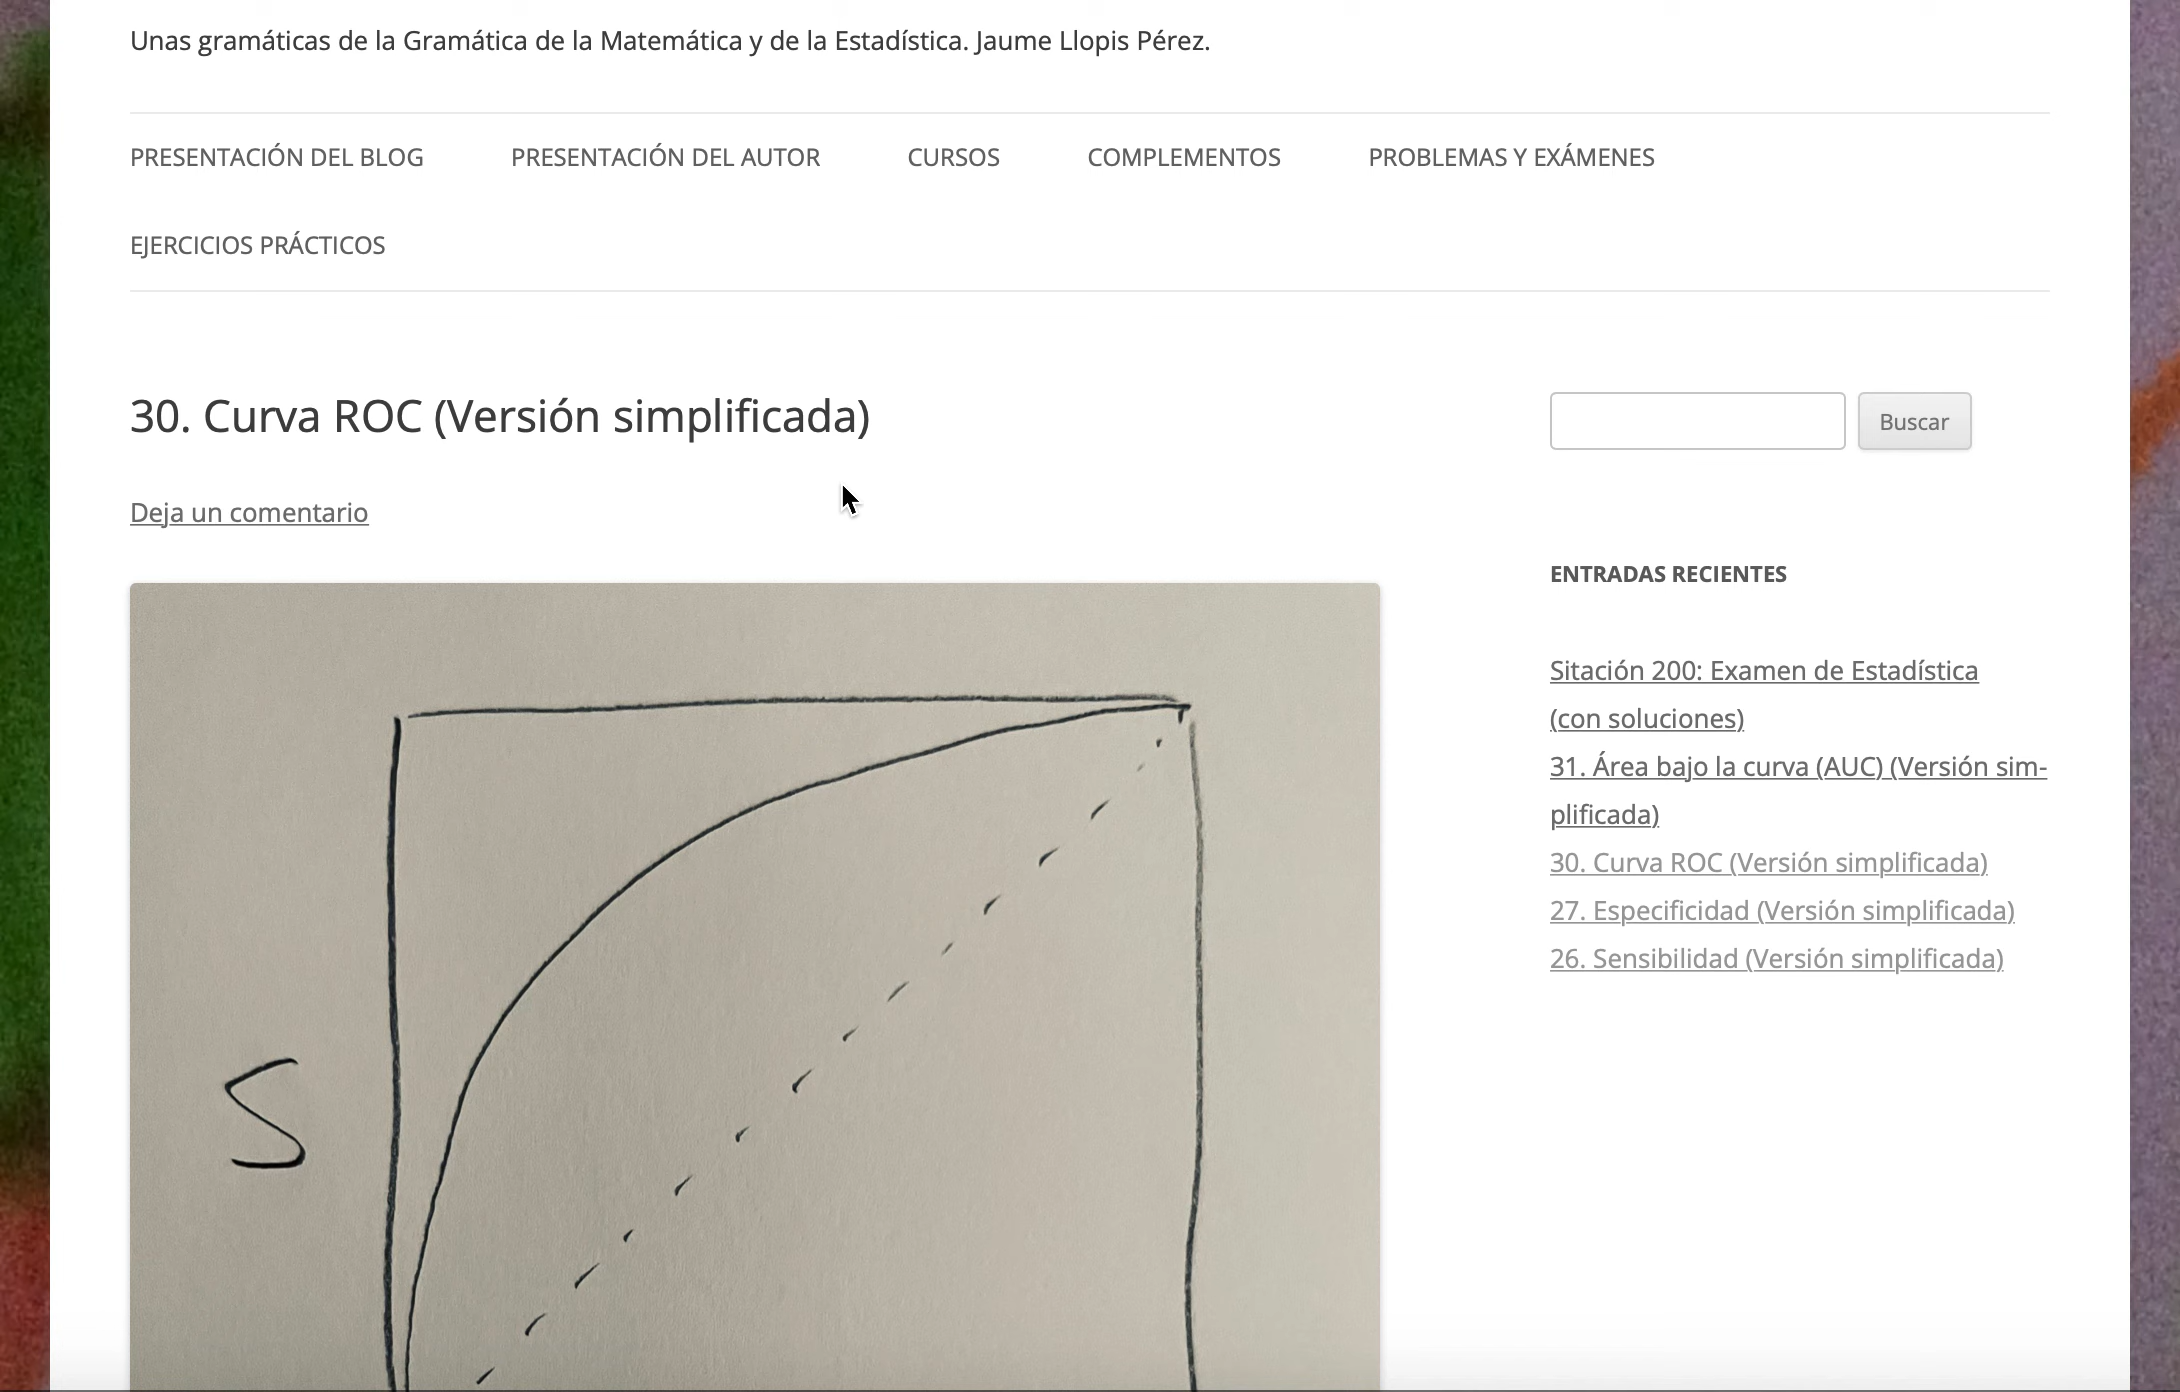 Unas gramáticas de la Gramática de la Matemática y de la Estadística. Jaume Llopis Pérez.
PRESENTACIÓN DEL BLOG
PRESENTACIÓN DEL AUTOR
CURSOS
COMPLEMENTOS
PROBLEMAS Y EXÁMENES
EJERCICIOS PRÁCTICOS
30. Curva ROC (Versión simplificada)
Deja un comentario
S
Buscar
ENTRADAS RECIENTES
Sitación 200: Examen de Estadística
(con soluciones)
31. Área bajo la curva (AUC) (Versión sim-
plificada)
30. Curva ROC (Versión simplificada)
27. Especificidad (Versión simplificada)
26. Sensibilidad (Versión simplificada)